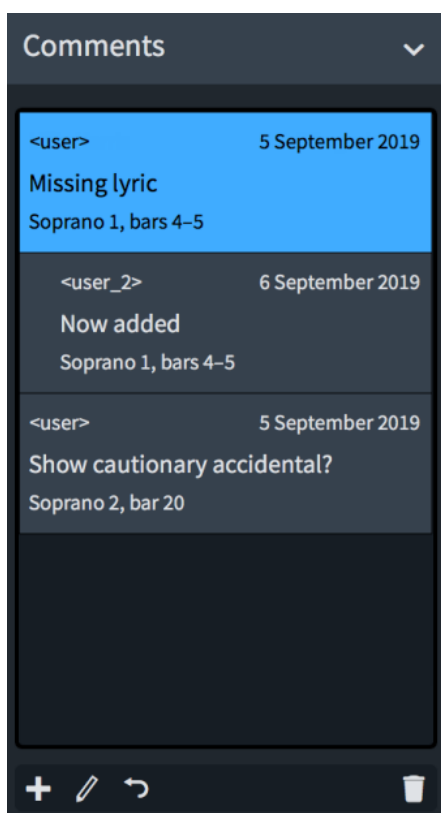 Comments
<user> 5 September 2019
Missing lyric
Soprano 1, bars 4–5
<user_2> 6 September 2019
Now added
Soprano 1, bars 4–5
<user> 5 September 2019
Show cautionary accidental?
Soprano 2, bar 20